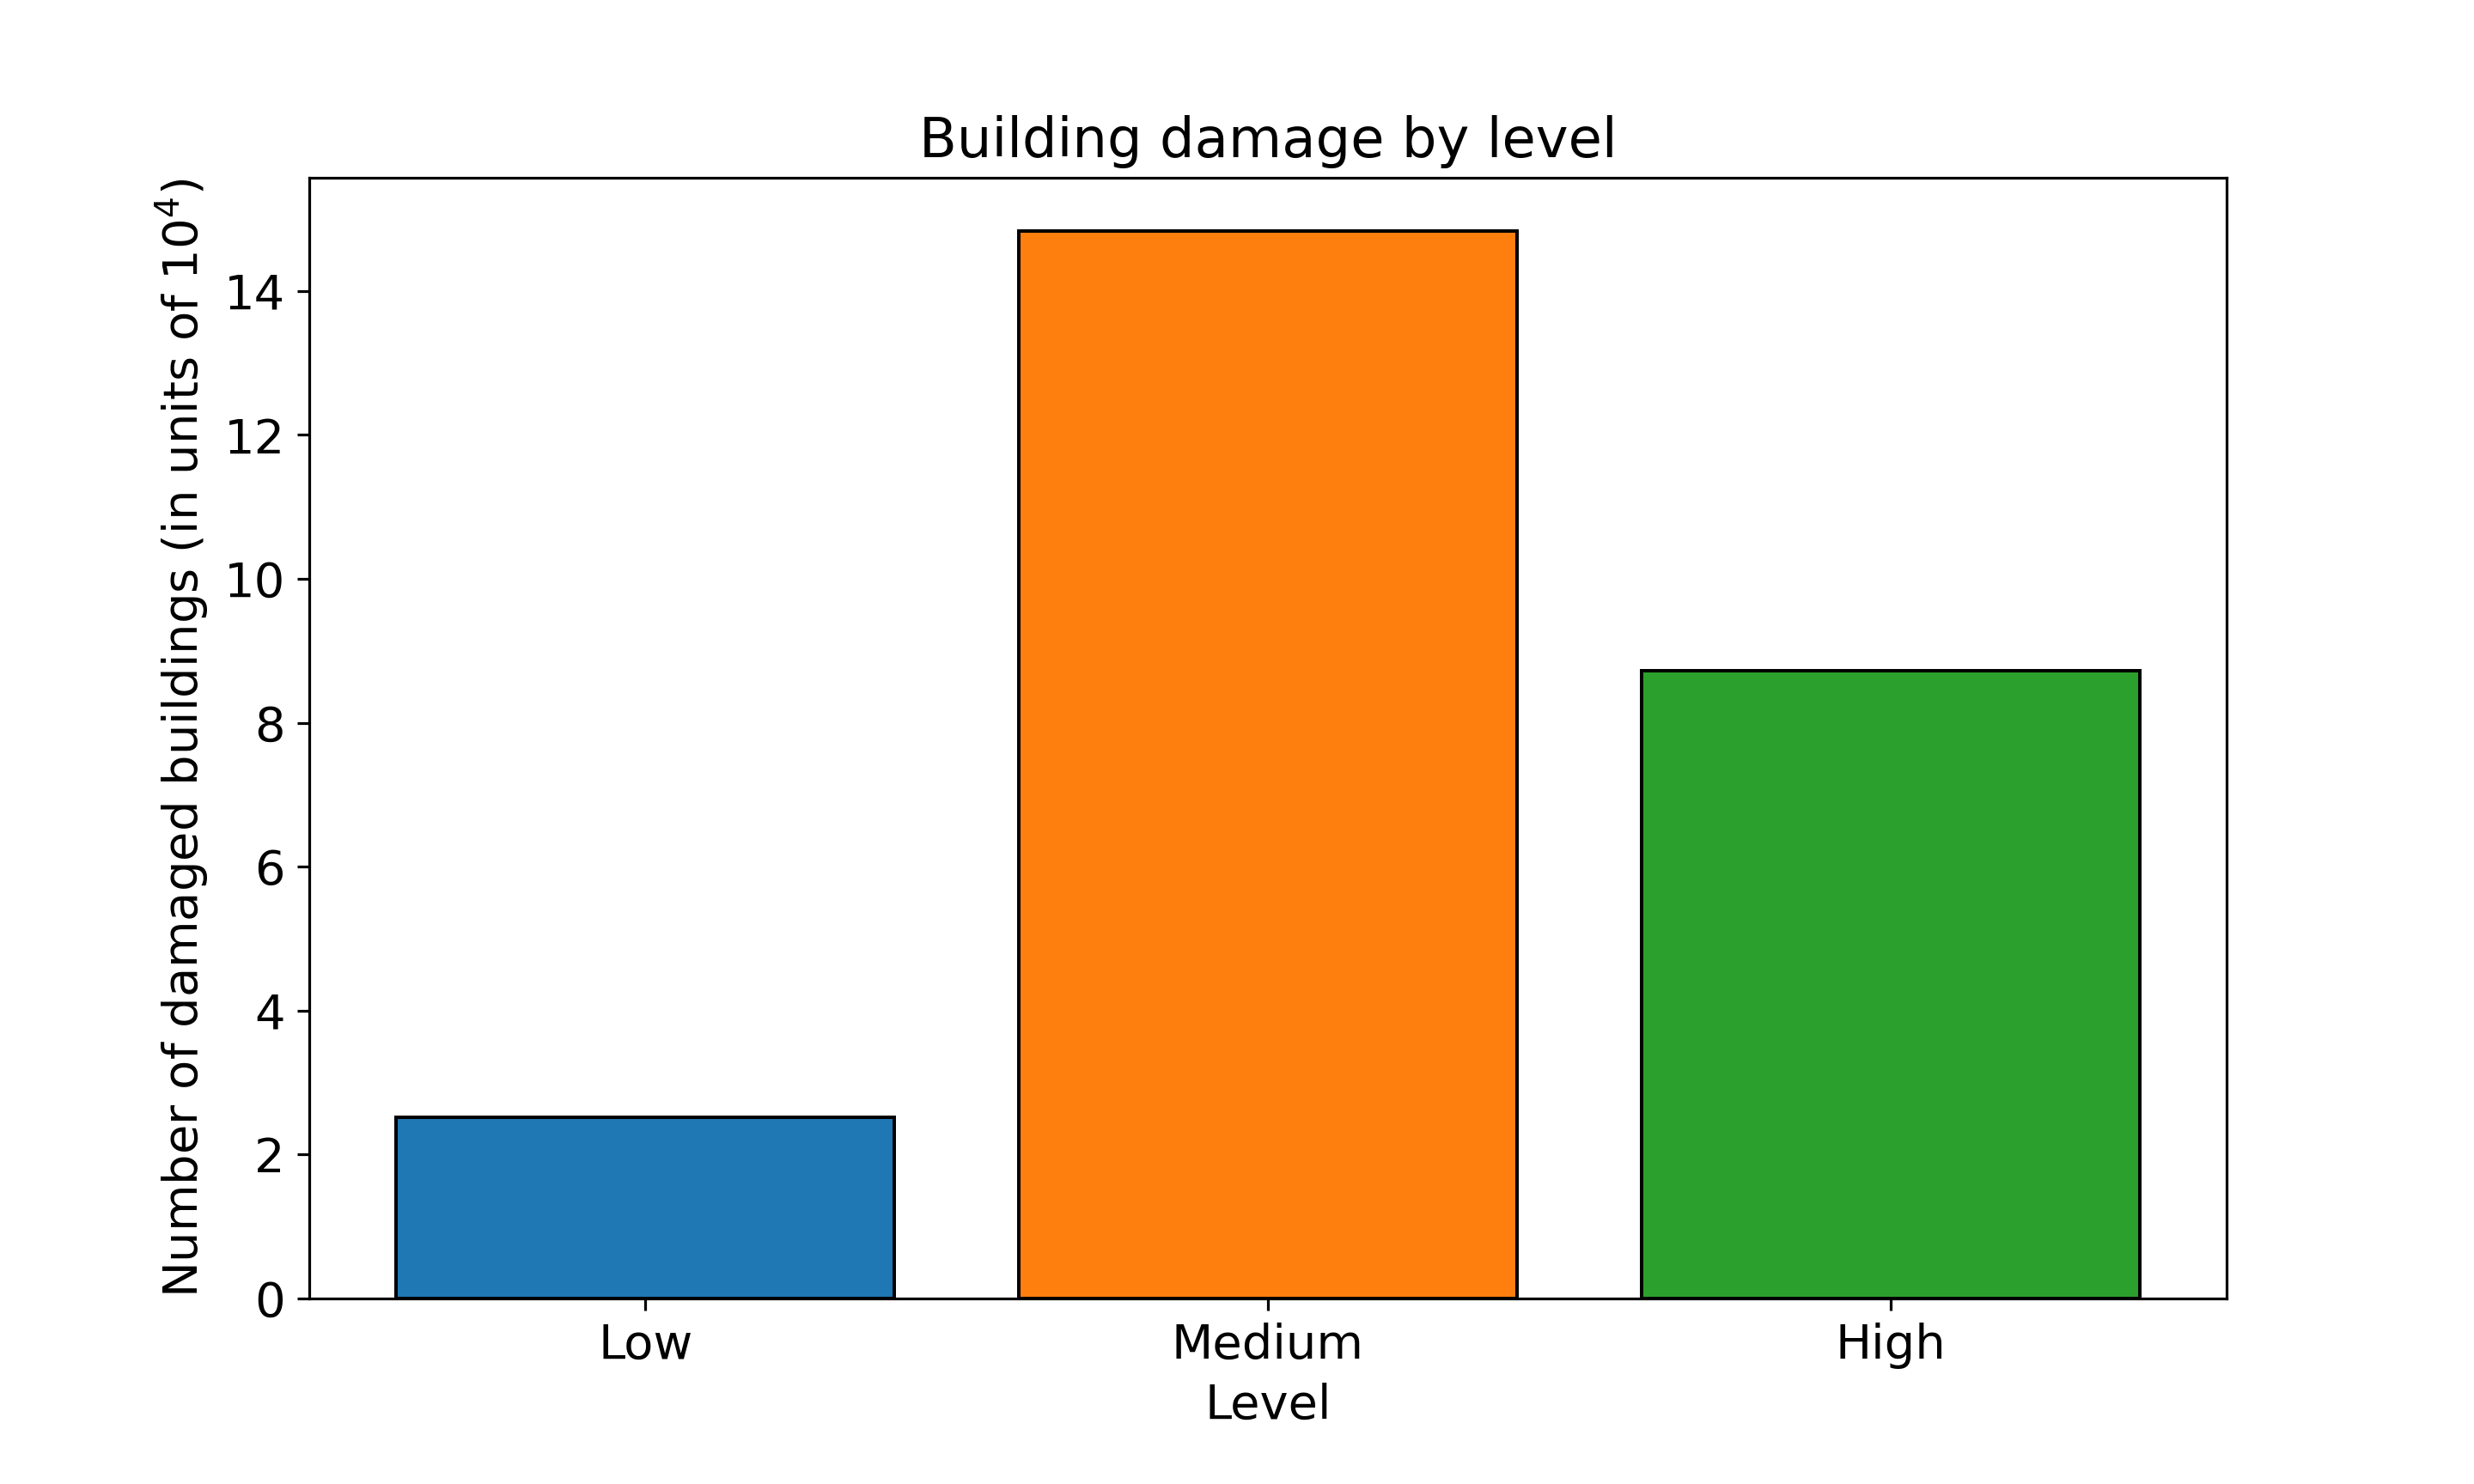 Building damage by level
Number of damaged buildings (in units of 10⁴)
14
12
10
8
6
4
2
0
Low Medium High
Level